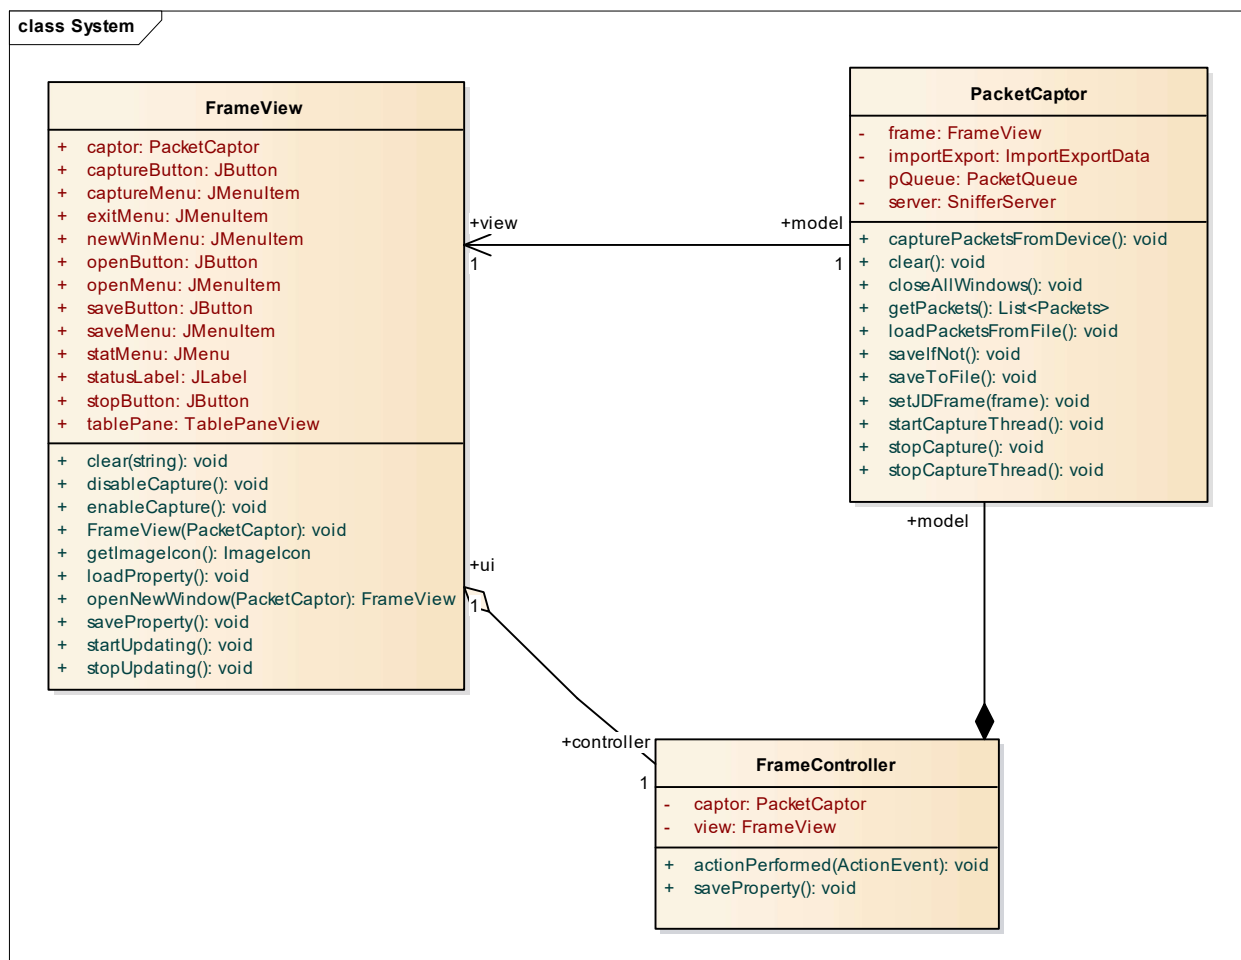 class System
FrameView
+ captor: PacketCaptor
+ captureButton: JButton
+ captureMenu: JMenuItem
+ exitMenu: JMenuItem
+ newWinMenu: JMenuItem
+ openButton: JButton
+ openMenu: JMenuItem
+ saveButton: JButton
+ saveMenu: JMenuItem
+ statMenu: JMenu
+ statusLabel: JLabel
+ stopButton: JButton
+ tablePane: TablePaneView
+ clear(string): void
+ disableCapture(): void
+ enableCapture(): void
+ FrameView(PacketCaptor): void
+ getImageIcon(): ImageIcon
+ loadProperty(): void
+ openNewWindow(PacketCaptor): FrameView
+ saveProperty(): void
+ startUpdating(): void
+ stopUpdating(): void
+view
1
+model
1
PacketCaptor
- frame: FrameView
- importExport: ImportExportData
- pQueue: PacketQueue
- server: SnifferServer
+ capturePacketsFromDevice(): void
+ clear(): void
+ closeAllWindows(): void
+ getPackets(): List<Packets>
+ loadPacketsFromFile(): void
+ saveIfNot(): void
+ saveToFile(): void
+ setJDFrame(frame): void
+ startCaptureThread(): void
+ stopCapture(): void
+ stopCaptureThread(): void
+model
+ui
1
+controller
1
FrameController
- captor: PacketCaptor
- view: FrameView
+ actionPerformed(ActionEvent): void
+ saveProperty(): void